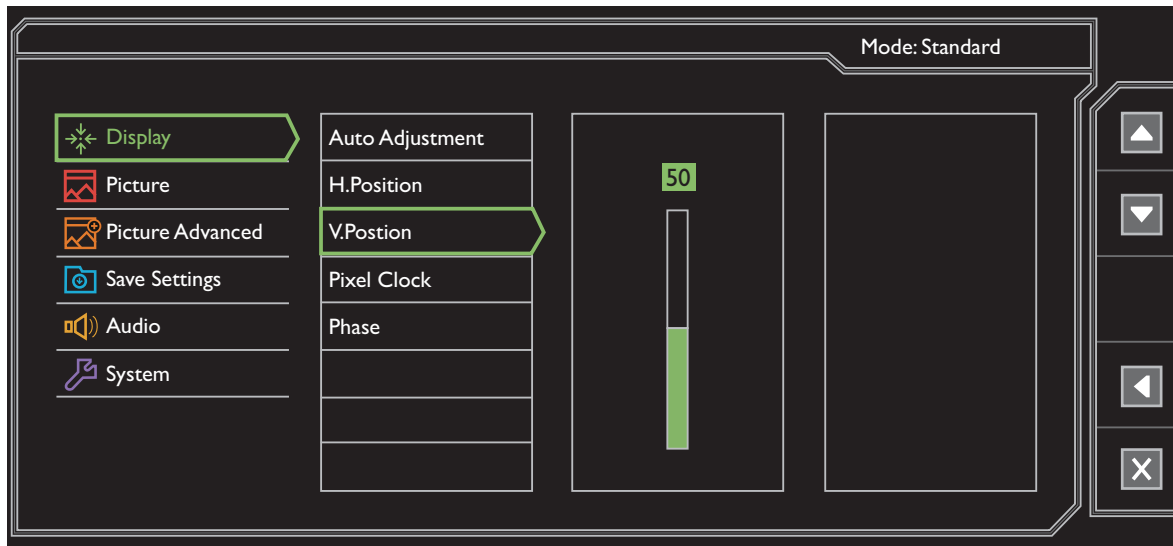 Mode: Standard
Display
Picture
Picture Advanced
Save Settings
Audio
System
Auto Adjustment
H.Position
V.Postion
Pixel Clock
Phase
50
X